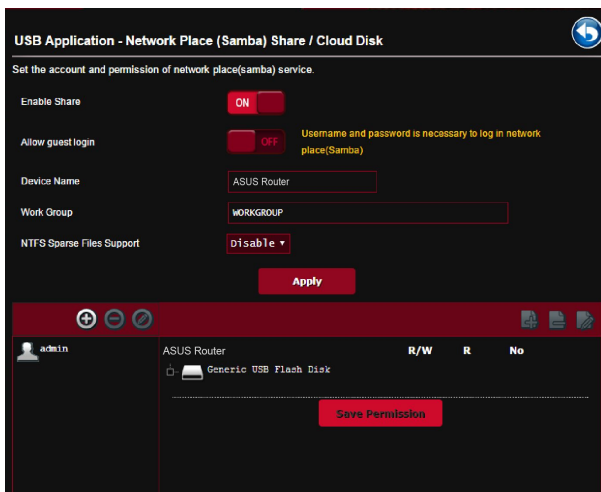 USB Application - Network Place (Samba) Share / Cloud Disk
Set the account and permission of network place(samba) service.
Enable Share
ON
Allow guest login
OFF
Username and password is necessary to log in network
place(Samba)
Device Name
ASUS Router
Work Group
WORKGROUP
NTFS Sparse Files Support
Disable
Apply
admin
ASUS Router R/W R No
Generic USB Flash Disk
Save Permission